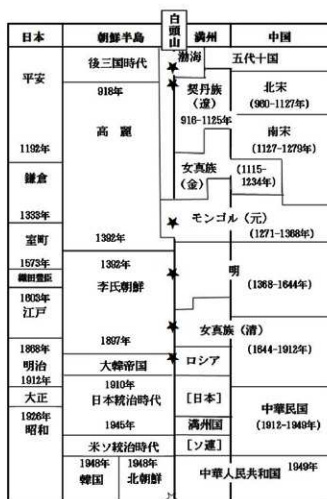 日本
朝鮮半島
白頭山
満州
中国
平安
1192年
鎌倉
1333年
室町
1573年
織田豊臣
1603年
江戸
1868年
明治
1912年
大正
1926年
昭和
後三国時代
918年
高麗
1392年
1392年
李氏朝鮮
1897年
大韓帝国
1910年
日本統治時代
1945年
米ソ統治時代
1948年
韓国
1948年
北朝鮮
渤海
五代十国
契丹族
(遼)
916-1125年
北宋
(960-1127年)
南宋
(1127-1279年)
女真族
(金)
(1115-
1234年)
モンゴル(元)
(1271-1368年)
明
(1368-1644年)
女真族(清)
(1644-1912年)
ロシア
[日本]
満州国
[ソ連]
中華民国
(1912-1949年)
1949年
中華人民共和国